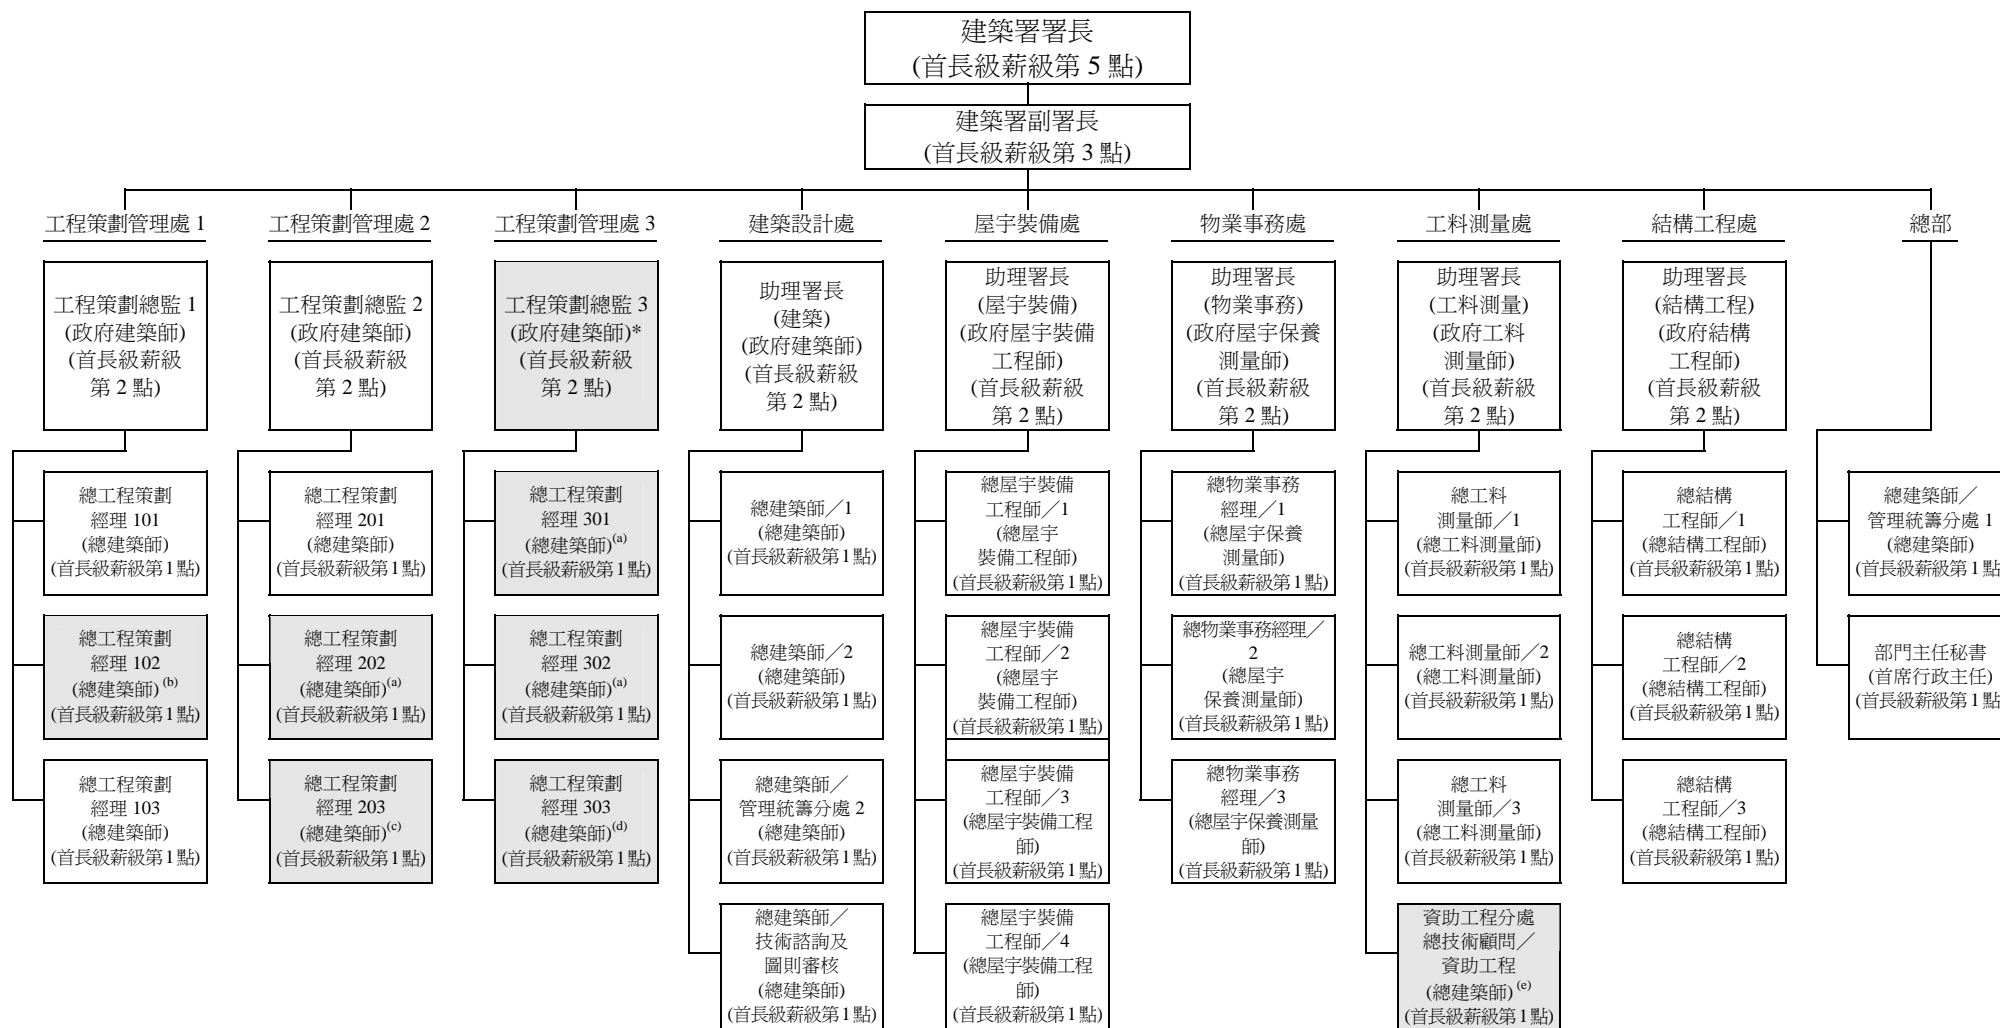 建築署署長
(首長級薪級第 5 點)
建築署副署長
(首長級薪級第 3 點)
工程策劃管理處 1
工程策劃總監 1
(政府建築師)
(首長級薪級
第 2 點)
總工程策劃
經理 101
(總建築師)
(首長級薪級第 1 點)
總工程策劃
經理 102
(總建築師) (b)
(首長級薪級第 1 點)
總工程策劃
經理 103
(總建築師)
(首長級薪級第 1 點)
工程策劃管理處 2
工程策劃總監 2
(政府建築師)
(首長級薪級
第 2 點)
總工程策劃
經理 201
(總建築師)
(首長級薪級第 1 點)
總工程策劃
經理 202
(總建築師)(a)
(首長級薪級第 1 點)
總工程策劃
經理 203
(總建築師)(c)
(首長級薪級第 1 點)
工程策劃管理處 3
工程策劃總監 3
(政府建築師)*
(首長級薪級
第 2 點)
總工程策劃
經理 301
(總建築師)(a)
(首長級薪級第 1 點)
總工程策劃
經理 302
(總建築師)(a)
(首長級薪級第 1 點)
總工程策劃
經理 303
(總建築師)(d)
(首長級薪級第 1 點)
建築設計處
助理署長
(建築)
(政府建築師)
(首長級薪級
第 2 點)
總建築師／1
(總建築師)
(首長級薪級第 1 點)
總建築師／2
(總建築師)
(首長級薪級第 1 點)
總建築師／
管理統籌分處 2
(總建築師)
(首長級薪級第 1 點)
總建築師／
技術諮詢及
圖則審核
(總建築師)
(首長級薪級第 1 點)
屋宇裝備處
助理署長
(屋宇裝備)
(政府屋宇裝備
工程師)
(首長級薪級
第 2 點)
總屋宇裝備
工程師／1
(總屋宇
裝備工程師)
(首長級薪級第 1 點)
總屋宇裝備
工程師／2
(總屋宇
裝備工程師)
(首長級薪級第 1 點)
總屋宇裝備
工程師／3
(總屋宇裝備工程
師)
(首長級薪級第 1 點)
總屋宇裝備
工程師／4
(總屋宇裝備工程
師)
(首長級薪級第 1 點)
物業事務處
助理署長
(物業事務)
(政府屋宇保養
測量師)
(首長級薪級
第 2 點)
總物業事務
經理／1
(總屋宇保養
測量師)
(首長級薪級第 1 點)
總物業事務經理／
2
(總屋宇
保養測量師)
(首長級薪級第 1 點)
總物業事務
經理／3
(總屋宇保養測量
師)
(首長級薪級第 1 點)
工料測量處
助理署長
(工料測量)
(政府工料
測量師)
(首長級薪級
第 2 點)
總工料
測量師／1
(總工料測量師)
(首長級薪級第 1 點)
總工料測量師／2
(總工料測量師)
(首長級薪級第 1 點)
總工料
測量師／3
(總工料測量師)
(首長級薪級第 1 點)
資助工程分處
總技術顧問／
資助工程
(總建築師) (e)
(首長級薪級第 1 點)
結構工程處
助理署長
(結構工程)
(政府結構
工程師)
(首長級薪級
第 2 點)
總結構
工程師／1
(總結構工程師)
(首長級薪級第 1 點)
總結構
工程師／2
(總結構工程師)
(首長級薪級第 1 點)
總結構
工程師／3
(總結構工程師)
(首長級薪級第 1 點)
總部
總建築師／
管理統籌分處 1
(總建築師)
(首長級薪級第 1 點)
部門主任秘書
(首席行政主任)
(首長級薪級第 1 點)